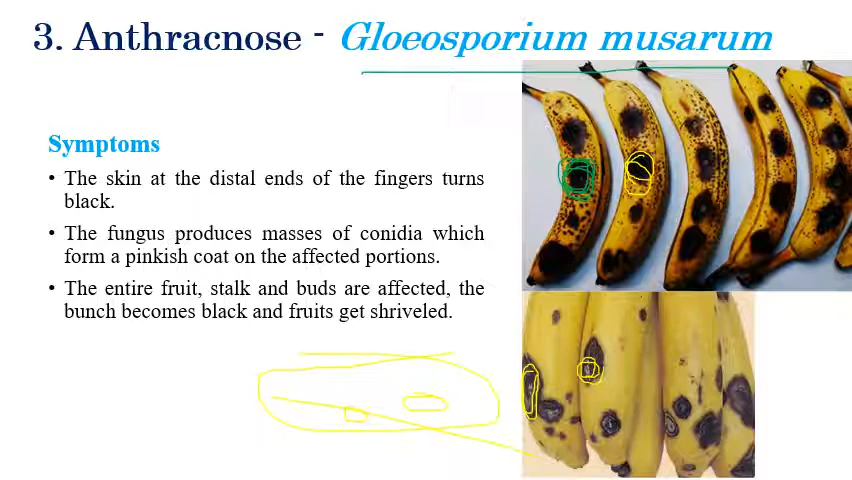 3. Anthracnose - Gloeosporium musarum
Symptoms
• The skin at the distal ends of the fingers turns
black.
• The fungus produces masses of conidia which
form a pinkish coat on the affected portions.
• The entire fruit, stalk and buds are affected, the
bunch becomes black and fruits get shriveled.